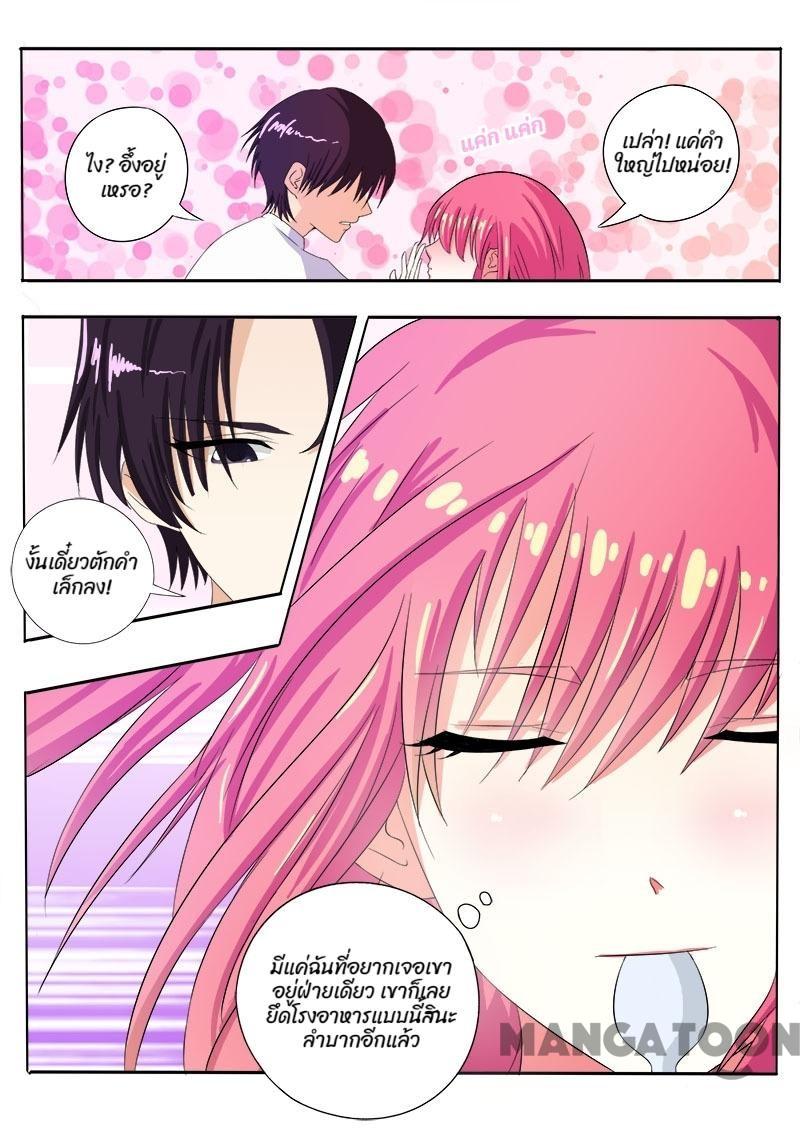 ไง? อึ้งอยู่
เหรอ?
แค่ก แค่ก
เปล่า! แค่คำ
ใหญ่ไปหน่อย!
งั้นเดี๋ยวตักคำ
เล็กลง!
มีแค่ฉันที่อยากเจอเขา
อยู่ฝ่ายเดียว เขาก็เลย
ยึดโรงอาหารแบบนี้สินะ
ลำบากอีกแล้ว
MANGATOON